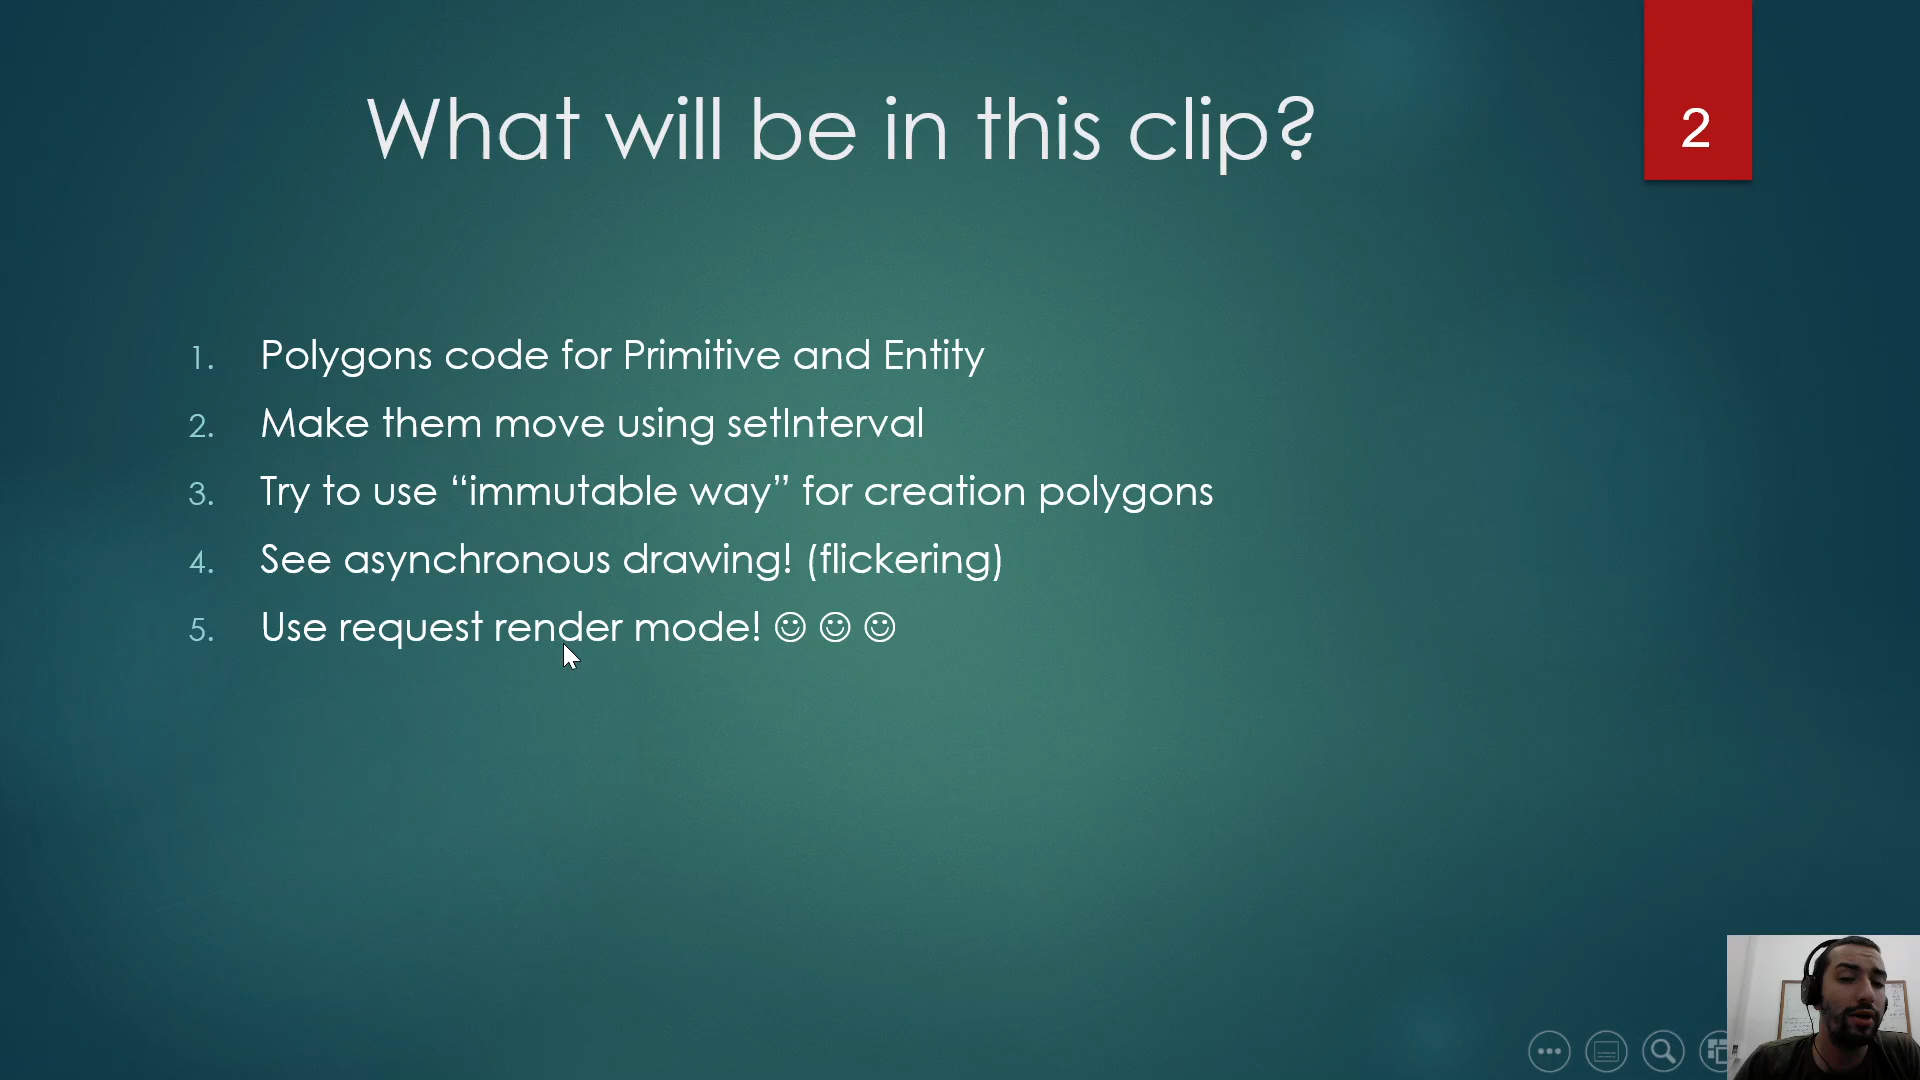 What will be in this clip?
2
1. Polygons code for Primitive and Entity
2. Make them move using setInterval
3. Try to use “immutable way” for creation polygons
4. See asynchronous drawing! (flickering)
5. Use request render mode! ☺ ☺ ☺